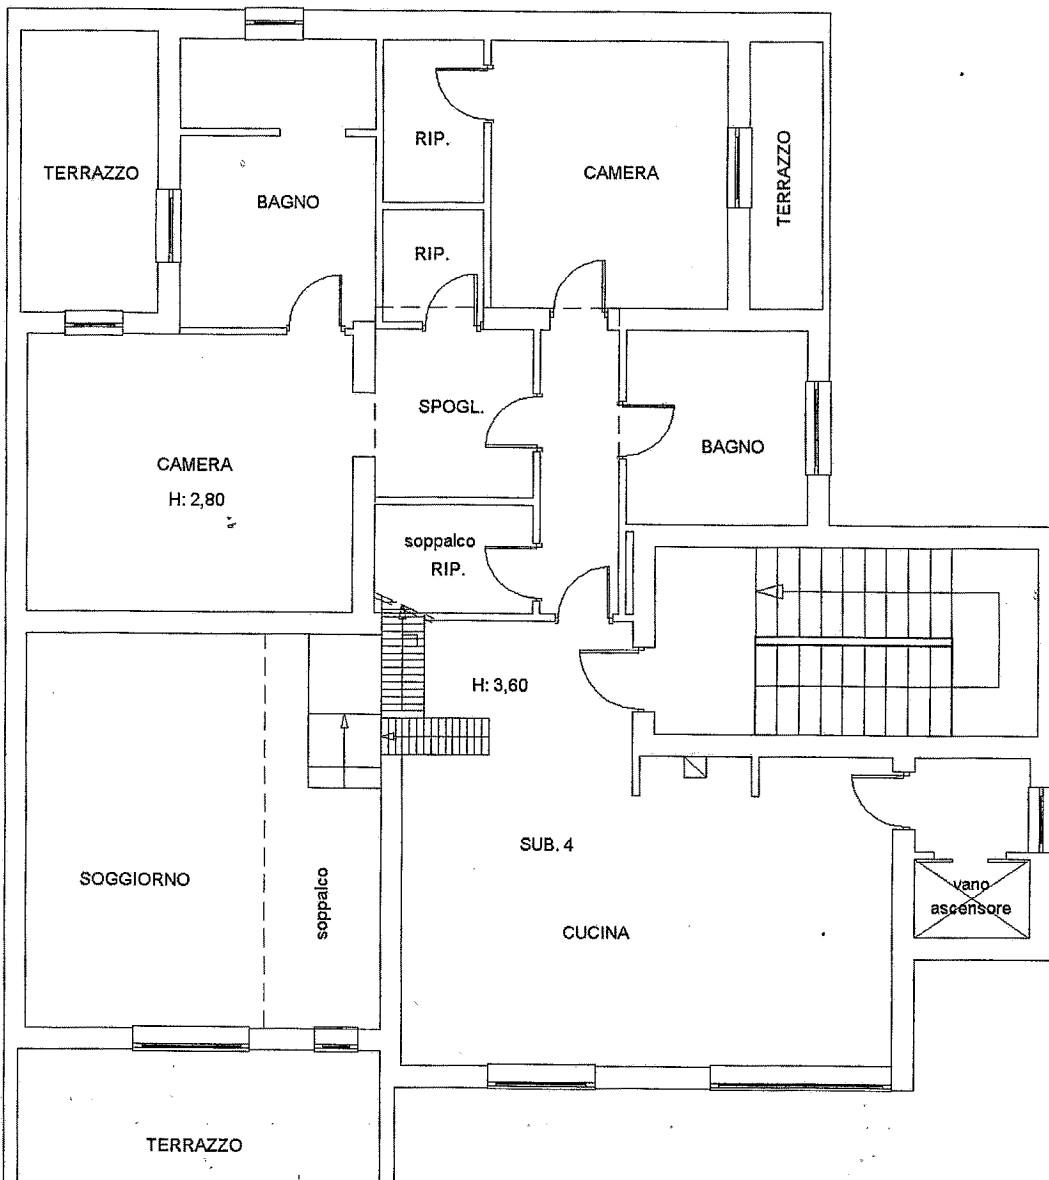 RIP.
TERRAZZO
CAMERA
TERRAZZO
BAGNO
RIP.
SPOGL.
BAGNO
CAMERA
H: 2,80
soppalco
RIP.
H: 3,60
SUB. 4
SOGGIORNO
soppalco
vano
ascensore
CUCINA
TERRAZZO